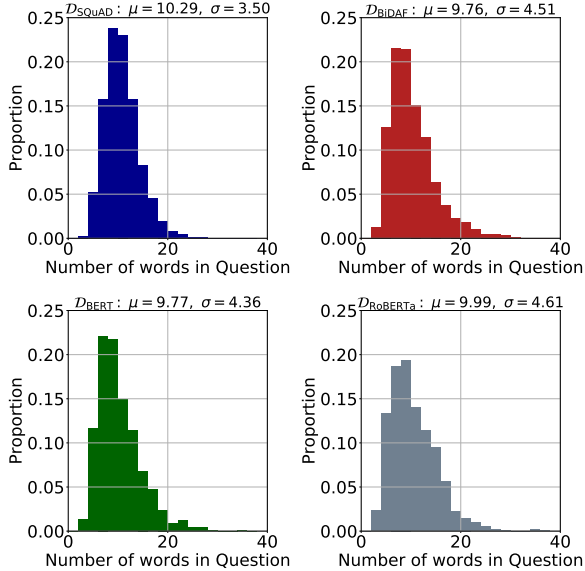 𝒟SQuAD : μ = 10.29, σ = 3.50
0.25
0.20
0.15
0.10
0.05
0.00
Proportion
0 20 40
Number of words in Question
𝒟BiDAF : μ = 9.76, σ = 4.51
0.25
0.20
0.15
0.10
0.05
0.00
Proportion
0 20 40
Number of words in Question
𝒟BERT : μ = 9.77, σ = 4.36
0.25
0.20
0.15
0.10
0.05
0.00
Proportion
0 20 40
Number of words in Question
𝒟RoBERTa : μ = 9.99, σ = 4.61
0.25
0.20
0.15
0.10
0.05
0.00
Proportion
0 20 40
Number of words in Question